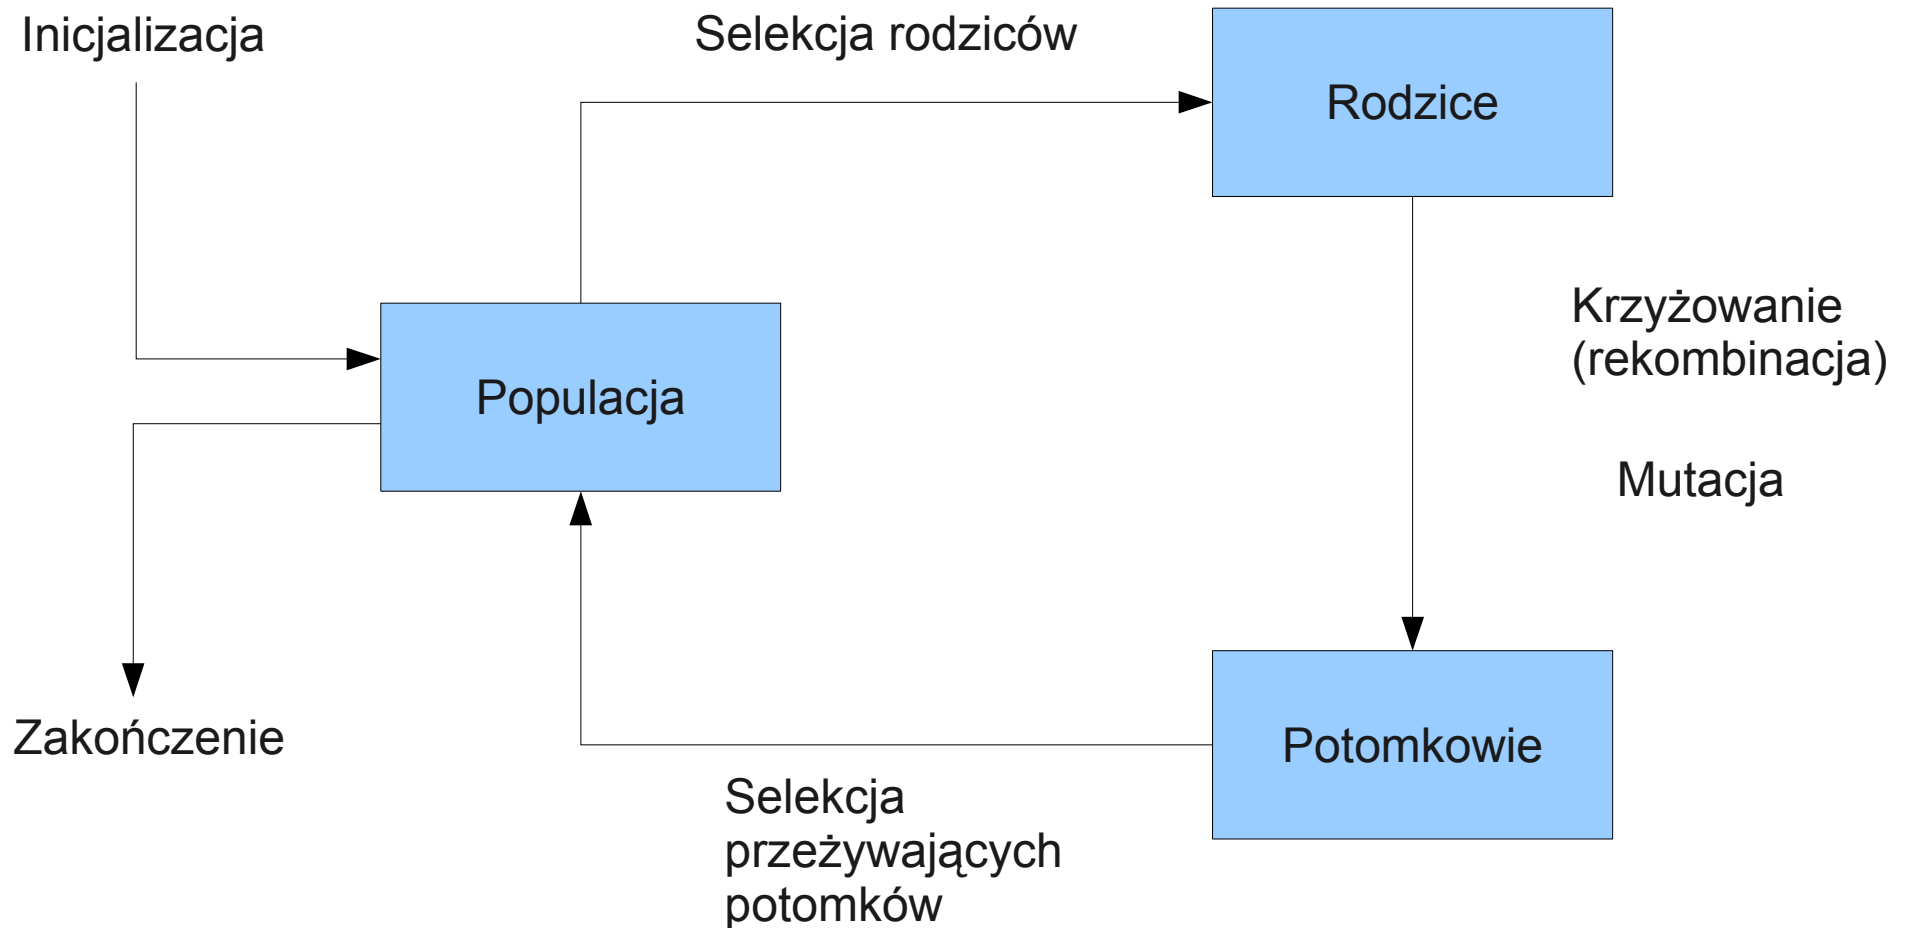 Inicjalizacja
Selekcja rodziców
Rodzice
Krzyżowanie
(rekombinacja)
Populacja
Mutacja
Zakończenie
Potomkowie
Selekcja
przeżywających
potomków